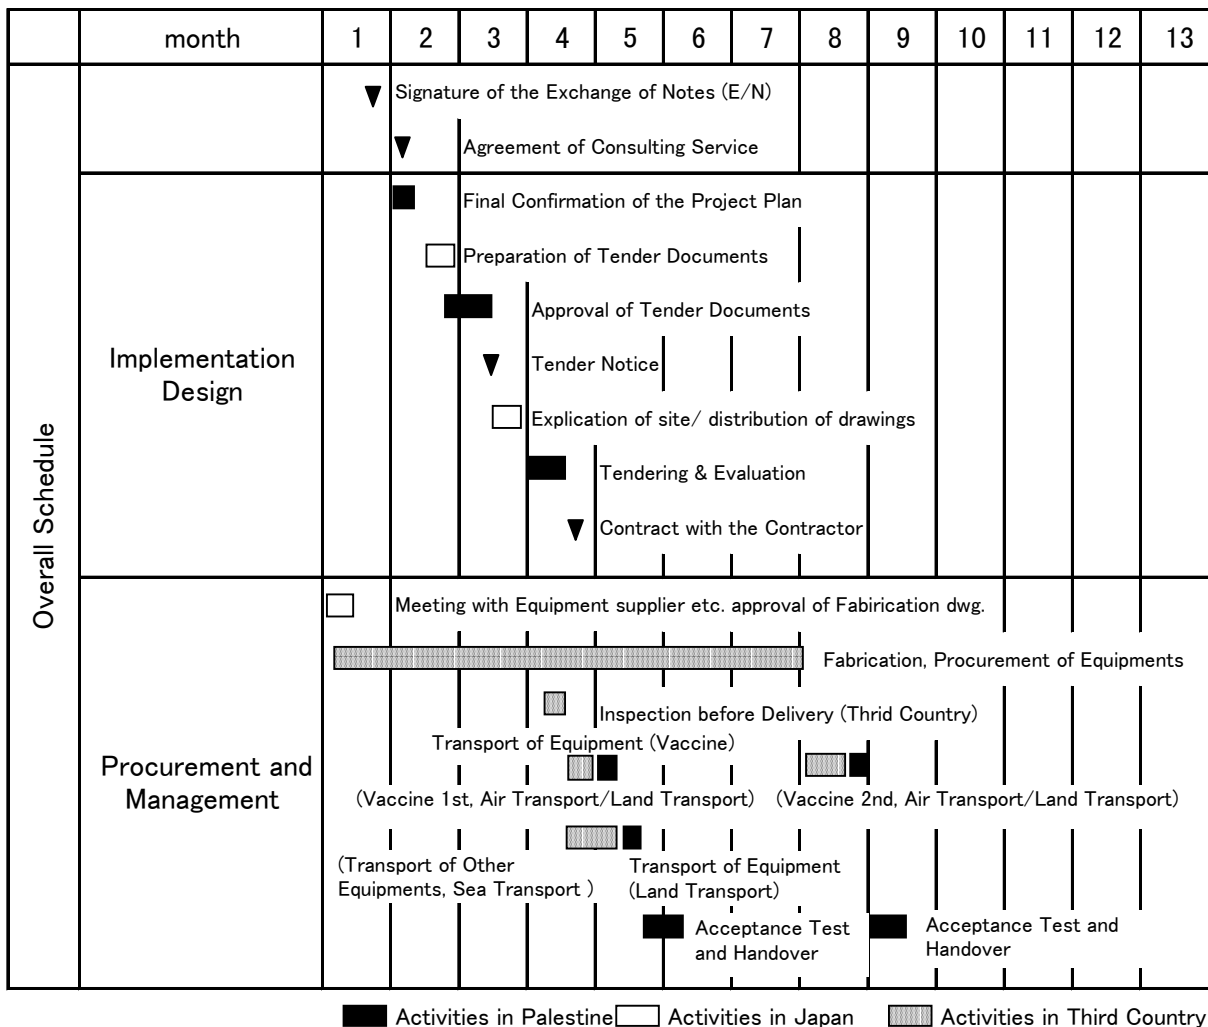 month 1 2 3 4 5 6 7 8 9 10 11 12 13
Overall Schedule
Signature of the Exchange of Notes (E/N)
Agreement of Consulting Service
Implementation
Design
Final Confirmation of the Project Plan
Preparation of Tender Documents
Approval of Tender Documents
Tender Notice
Explication of site/ distribution of drawings
Tendering & Evaluation
Contract with the Contractor
Procurement and
Management
Meeting with Equipment supplier etc. approval of Fabirication dwg.
Fabrication, Procurement of Equipments
Inspection before Delivery (Thrid Country)
Transport of Equipment (Vaccine)
(Vaccine 1st, Air Transport/Land Transport)
(Vaccine 2nd, Air Transport/Land Transport)
(Transport of Other
Equipments, Sea Transport )
Transport of Equipment
(Land Transport)
Acceptance Test
and Handover
Acceptance Test and
Handover
Activities in Palestine
Activities in Japan
Activities in Third Country